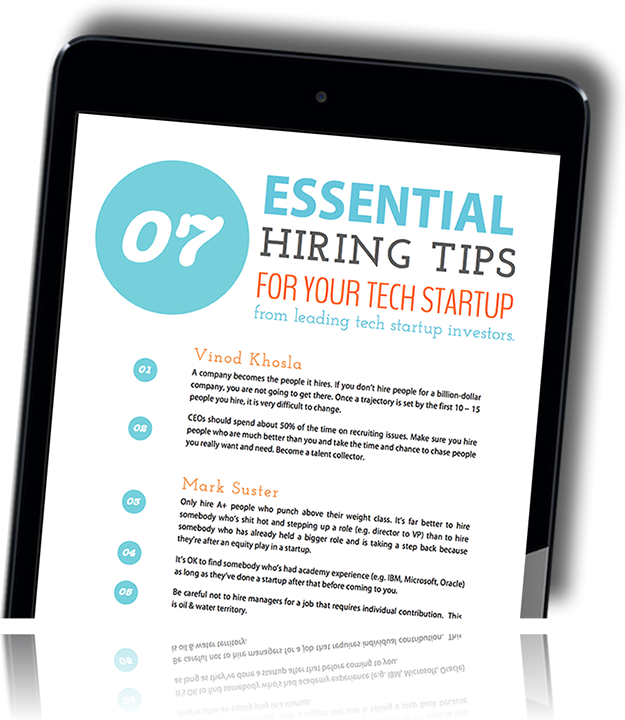 07
ESSENTIAL
HIRING TIPS
FOR YOUR TECH STARTUP
from leading tech startup investors.
Vinod Khosla
01
A company becomes the people it hires. If you don't hire people for a billion-dollar
company, you are not going to get there. Once a trajectory is set by the first 10 – 15
people you hire, it is very difficult to change.
02
CEOs should spend about 50% of the time on recruiting issues. Make sure you hire
people who are much better than you and take the time and chance to chase people
you really want and need. Become a talent collector.
Mark Suster
03
Only hire A+ people who punch above their weight class. It's far better to hire
somebody who's shit hot and stepping up a role (e.g. director to VP) than to hire
somebody who has already held a bigger role and is taking a step back because
they're after an equity play in a startup.
04
It's OK to find somebody who's had academy experience (e.g. IBM, Microsoft, Oracle)
as long as they've done a startup after that before coming to you.
05
Be careful not to hire managers for a job that requires individual contribution. This
is oil & water territory.